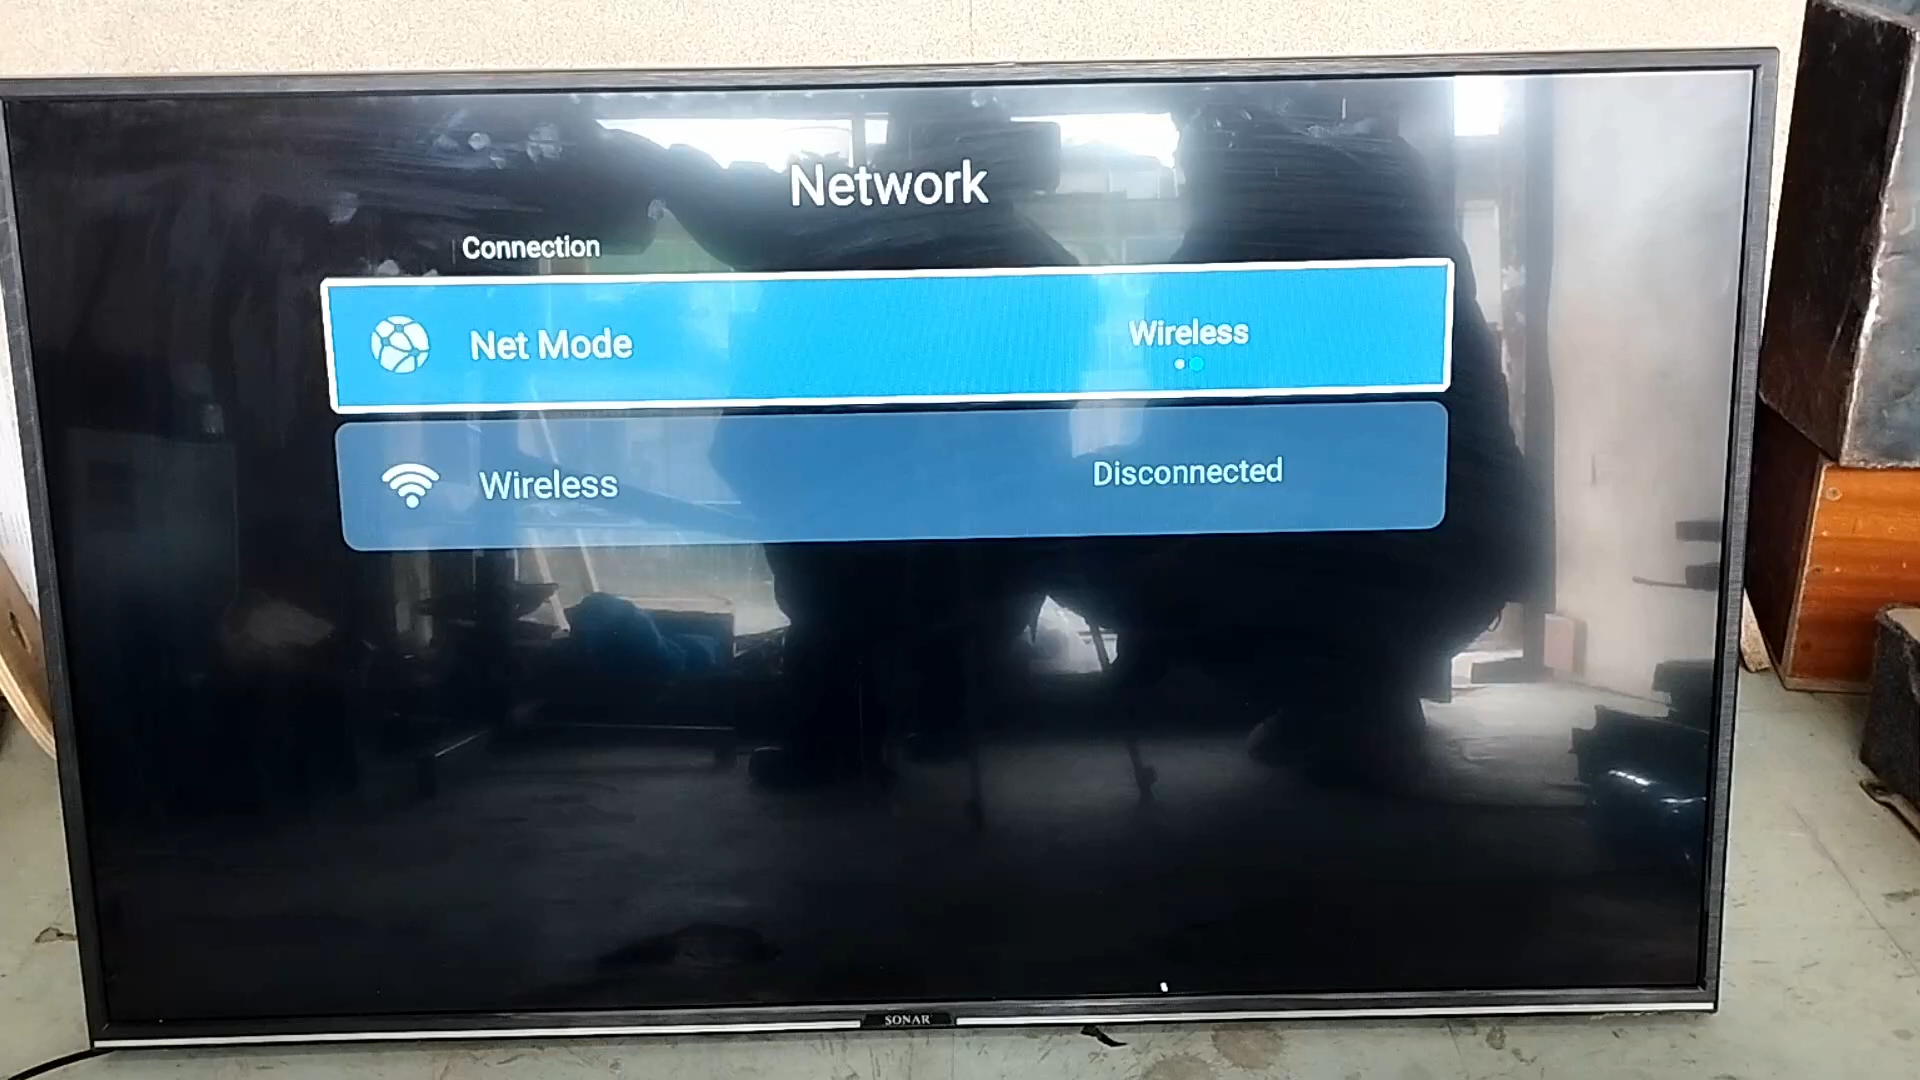 Network
Connection
Net Mode
Wireless
Wireless
Disconnected
SONAR